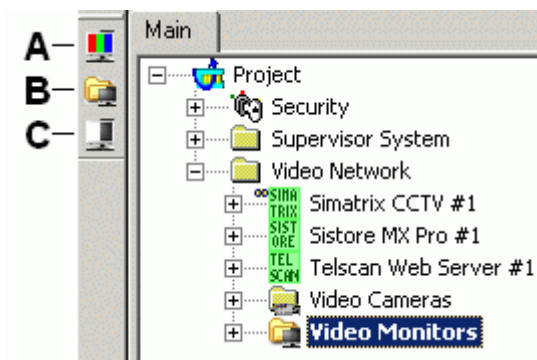 A
B
C
Main
Project
Security
Supervisor System
Video Network
SIMA
TRIX
Simatrix CCTV #1
SIST
ORE
Sistore MX Pro #1
TEL
SCAN
Telscan Web Server #1
Video Cameras
Video Monitors